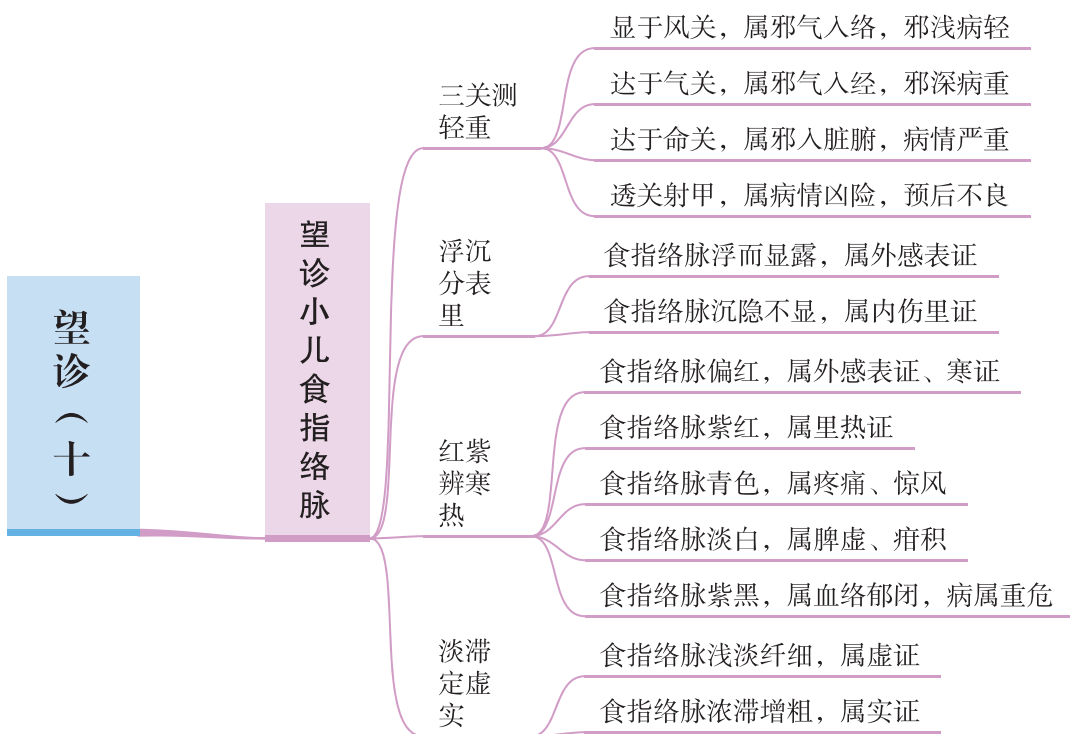 望诊（十）
望诊小儿食指络脉
三关测
轻重
显于风关，属邪气入络，邪浅病轻
达于气关，属邪气入经，邪深病重
达于命关，属邪入脏腑，病情严重
透关射甲，属病情凶险，预后不良
浮沉
分表
里
食指络脉浮而显露，属外感表证
食指络脉沉隐不显，属内伤里证
红紫
辨寒
热
食指络脉偏红，属外感表证、寒证
食指络脉紫红，属里热证
食指络脉青色，属疼痛、惊风
食指络脉淡白，属脾虚、疳积
食指络脉紫黑，属血络郁闭，病属重危
淡滞
定虚
实
食指络脉浅淡纤细，属虚证
食指络脉浓滞增粗，属实证